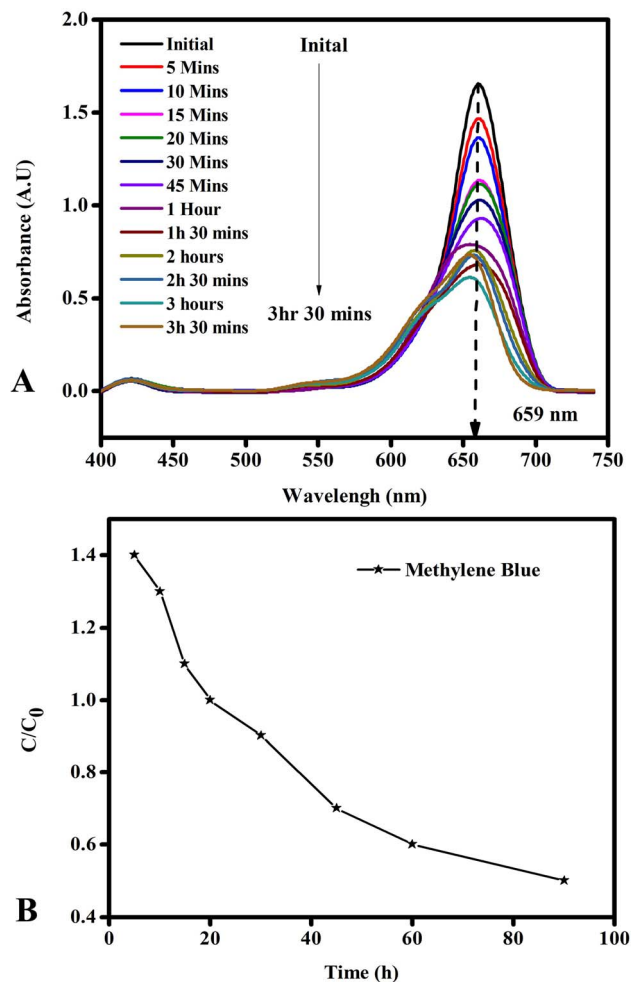 A
Initial
5 Mins
10 Mins
15 Mins
20 Mins
30 Mins
45 Mins
1 Hour
1h 30 mins
2 hours
2h 30 mins
3 hours
3h 30 mins
Inital
3hr 30 mins
659 nm
Absorbance (A.U)
2.0
1.5
1.0
0.5
0.0
400 450 500 550 600 650 700 750
Wavelengh (nm)
B
Methylene Blue
C/C0
1.4
1.2
1.0
0.8
0.6
0.4
0 20 40 60 80 100
Time (h)